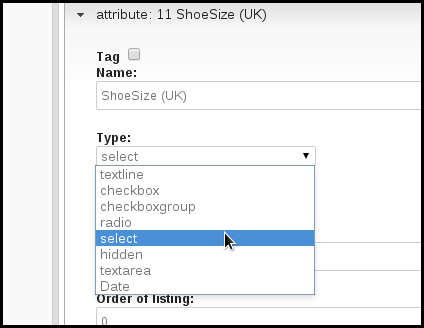 attribute: 11 ShoeSize (UK)
Tag
Name:
ShoeSize (UK)
Type:
select
textline
checkbox
checkboxgroup
radio
select
hidden
textarea
Date
Order of listing:
0